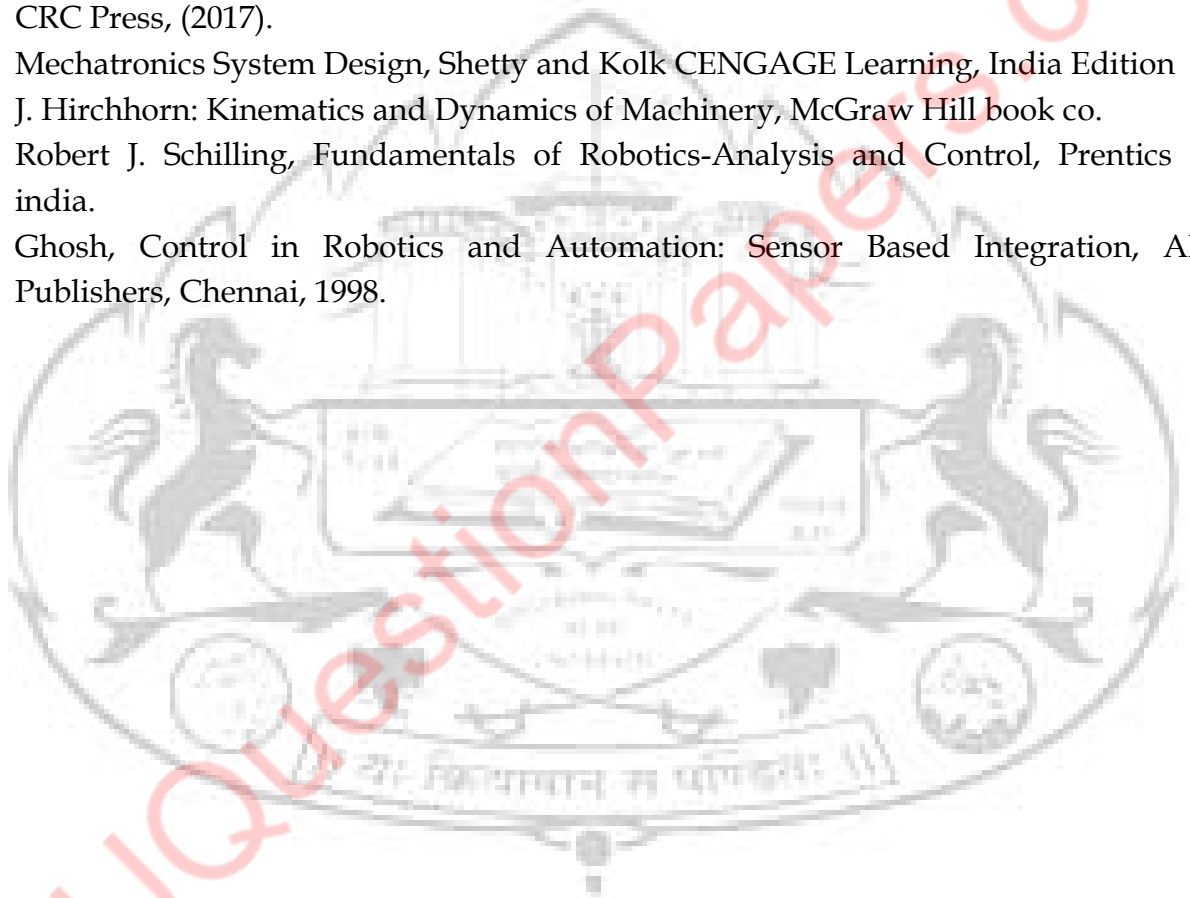 CRC Press, (2017).
Mechatronics System Design, Shetty and Kolk CENGAGE Learning, India Edition
J. Hirchhorn: Kinematics and Dynamics of Machinery, McGraw Hill book co.
Robert J. Schilling, Fundamentals of Robotics-Analysis and Control, Prentics
india.
Ghosh, Control in Robotics and Automation: Sensor Based Integration,
Publishers, Chennai, 1998.
QuestionPapers.